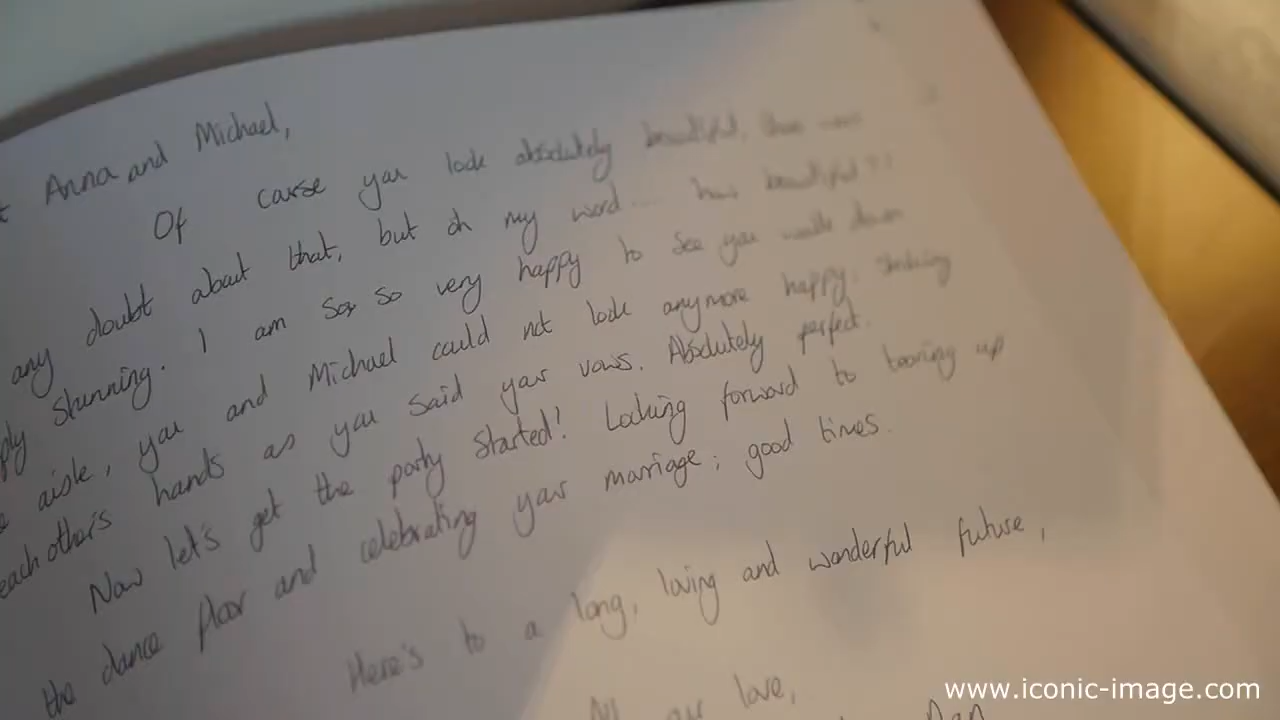 Anna and Michael,
Of course you look absolutely beautiful, there was
any doubt about that, but oh my word.... how beautiful?!
stunning. I am so, so very happy to see you walk down
aisle, you and Michael could not look anymore happy. Shaking
each other's hands as you said your vows. Absolutely perfect.
Now let's get the party started! Looking forward to tearing up
the dance floor and celebrating your marriage; good times.
Here's to a long, loving and wonderful future,
All our love,
Dan
www.iconic-image.com